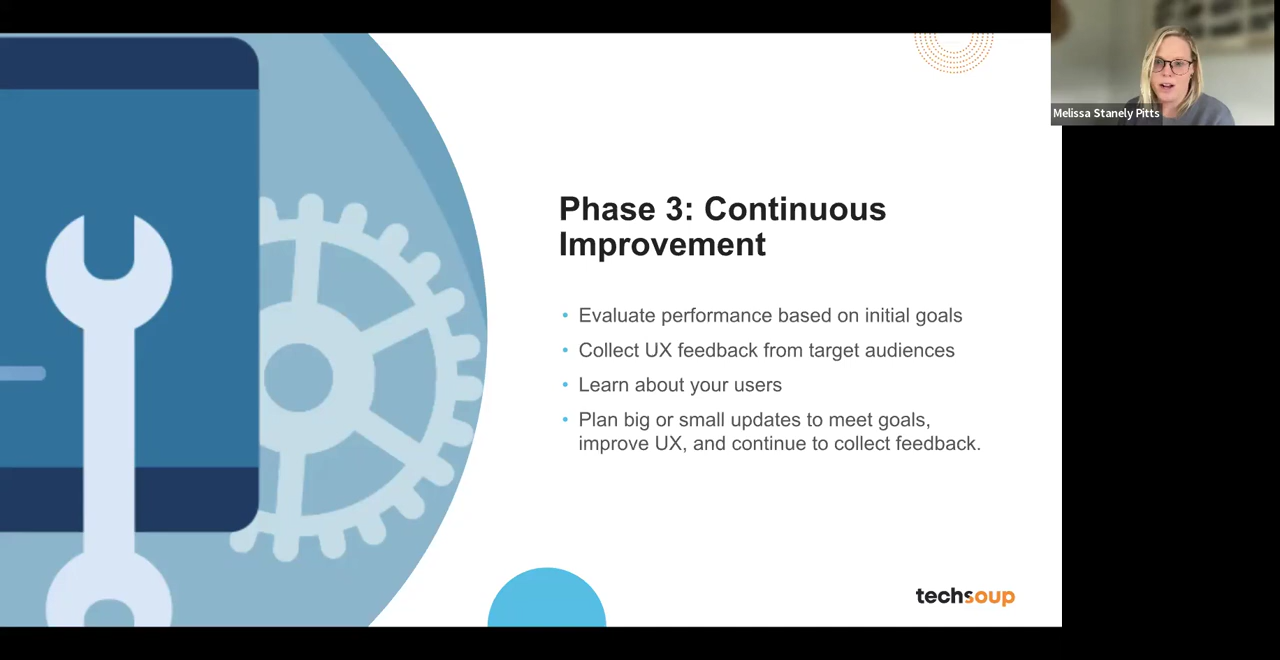 Phase 3: Continuous
Improvement
• Evaluate performance based on initial goals
• Collect UX feedback from target audiences
• Learn about your users
• Plan big or small updates to meet goals,
improve UX, and continue to collect feedback.
techsoup
Melissa Stanely Pitts